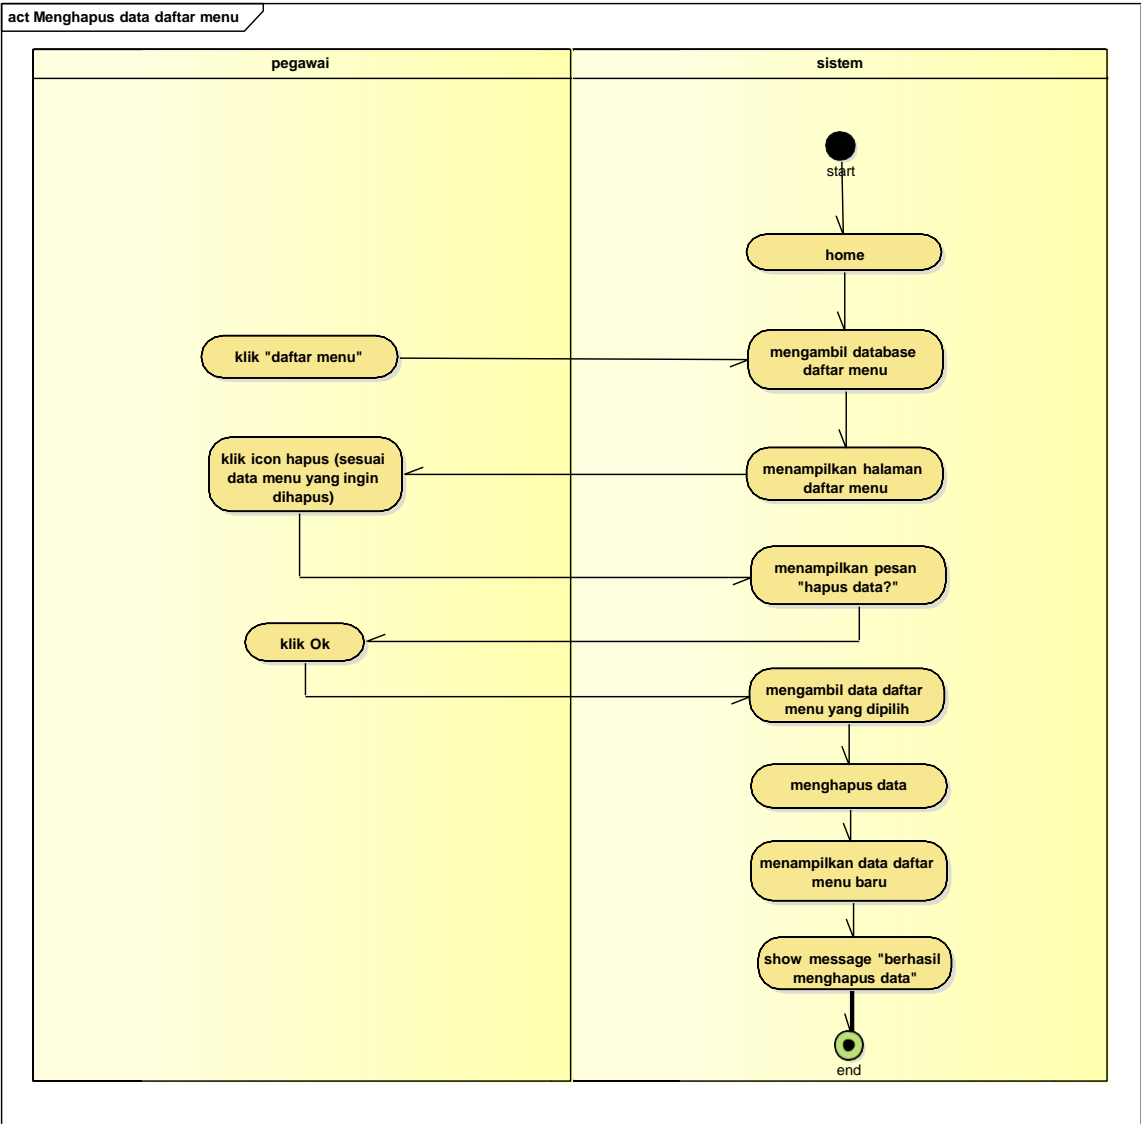 act Menghapus data daftar menu
pegawai
sistem
start
home
klik "daftar menu"
mengambil database
daftar menu
klik icon hapus (sesuai
data menu yang ingin
dihapus)
menampilkan halaman
daftar menu
menampilkan pesan
"hapus data?"
klik Ok
mengambil data daftar
menu yang dipilih
menghapus data
menampilkan data daftar
menu baru
show message "berhasil
menghapus data"
end